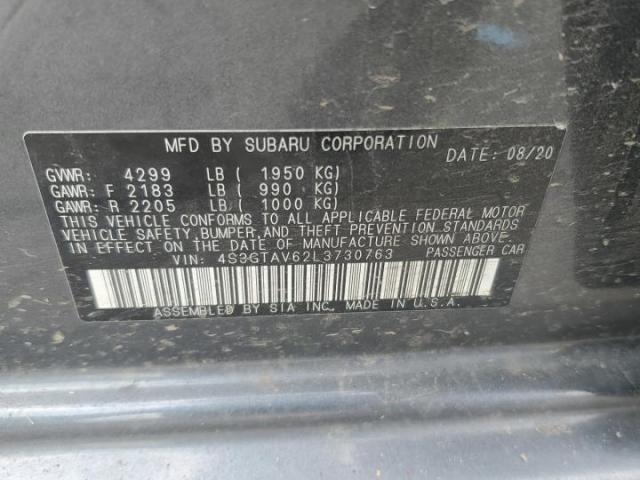 MFD BY SUBARU CORPORATION
DATE: 08/20
GVWR: 4299 LB ( 1950 KG)
GAWR: F 2183 LB ( 990 KG)
GAWR: R 2205 LB ( 1000 KG)
THIS VEHICLE CONFORMS TO ALL APPLICABLE FEDERAL MOTOR
VEHICLE SAFETY, BUMPER, AND THEFT PREVENTION STANDARDS
IN EFFECT ON THE DATE OF MANUFACTURE SHOWN ABOVE.
VIN: 4S3GTAV62L3730763 PASSENGER CAR
ASSEMBLED BY SIA INC, MADE IN U.S.A.